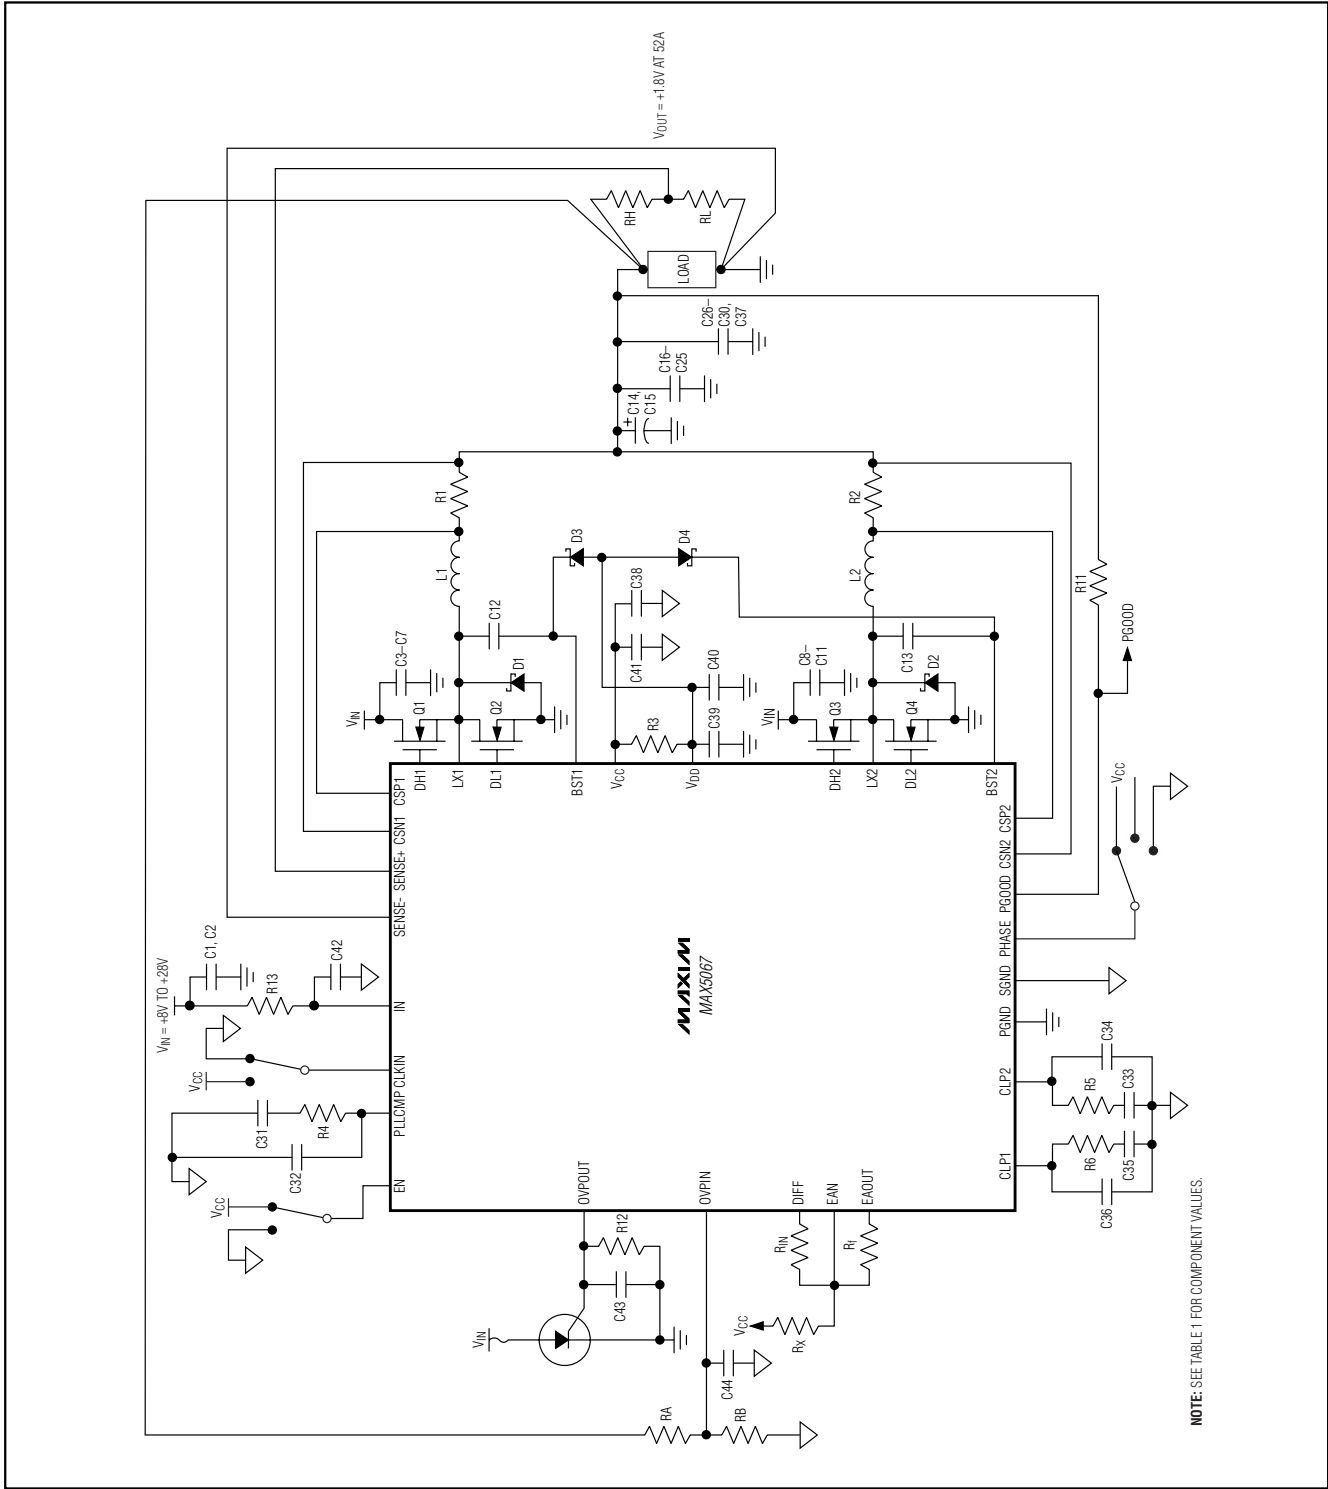 VOUT = +1.8V AT 52A
RH
RL
LOAD
C26–
C30,
C37
C16–
C25
+
C14,
C15
R1
R2
L1
L2
D3
D4
C12
C13
C38
C41
C40
C39
R3
C3–C7
C8–
C11
VIN
VIN
Q1
Q2
Q3
Q4
D1
D2
R11
PGOOD
CSP1
CSN1
SENSE+
SENSE-
DH1
LX1
DL1
BST1
VCC
VDD
DH2
LX2
DL2
BST2
CSP2
CSN2
PGOOD
PHASE
SGND
PGND
CLP2
CLP1
VCC
VIN = +8V TO +28V
C1, C2
R13
C42
IN
CLKIN
VCC
PLLCMP
C31
R4
C32
EN
VCC
MAXIM
MAX5067
OVPOUT
OVPIN
DIFF
EAN
EAOUT
R12
C43
VIN
RIN
Rf
VCC
RX
C44
RA
RB
C34
R5
C33
R6
C35
C36
NOTE: SEE TABLE 1 FOR COMPONENT VALUES.